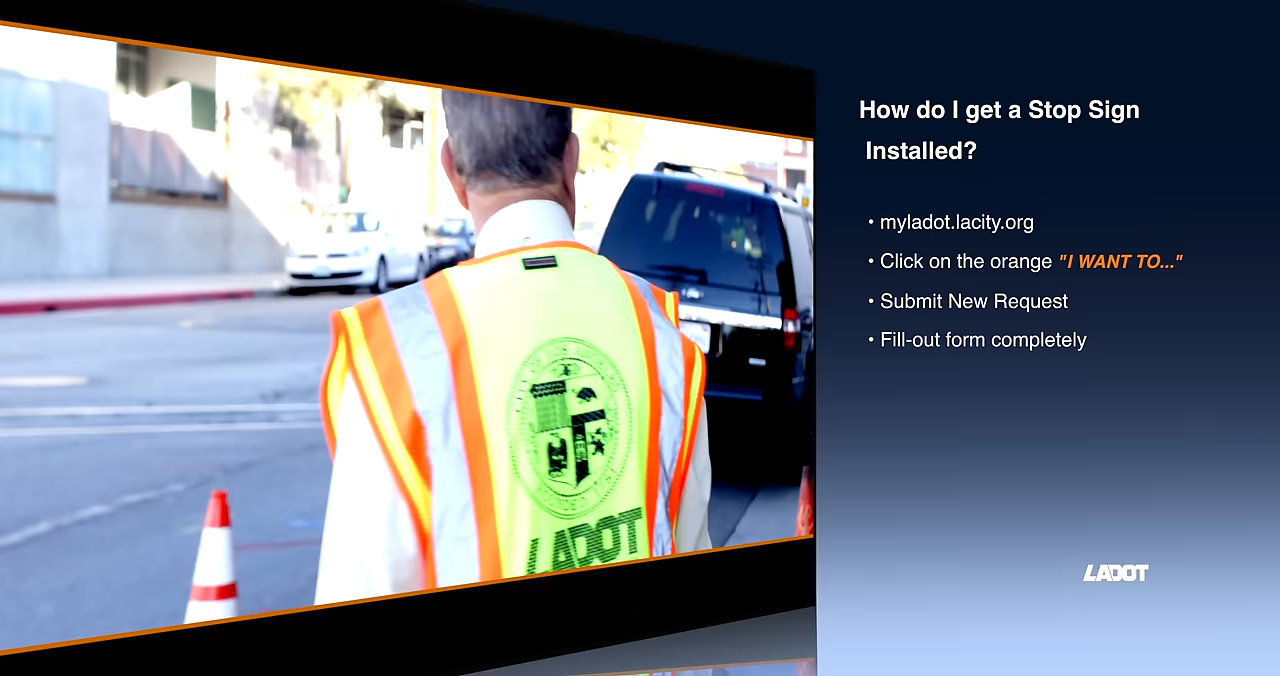 How do I get a Stop Sign
Installed?
• myladot.lacity.org
• Click on the orange "I WANT TO..."
• Submit New Request
• Fill-out form completely
LADOT
LADOT